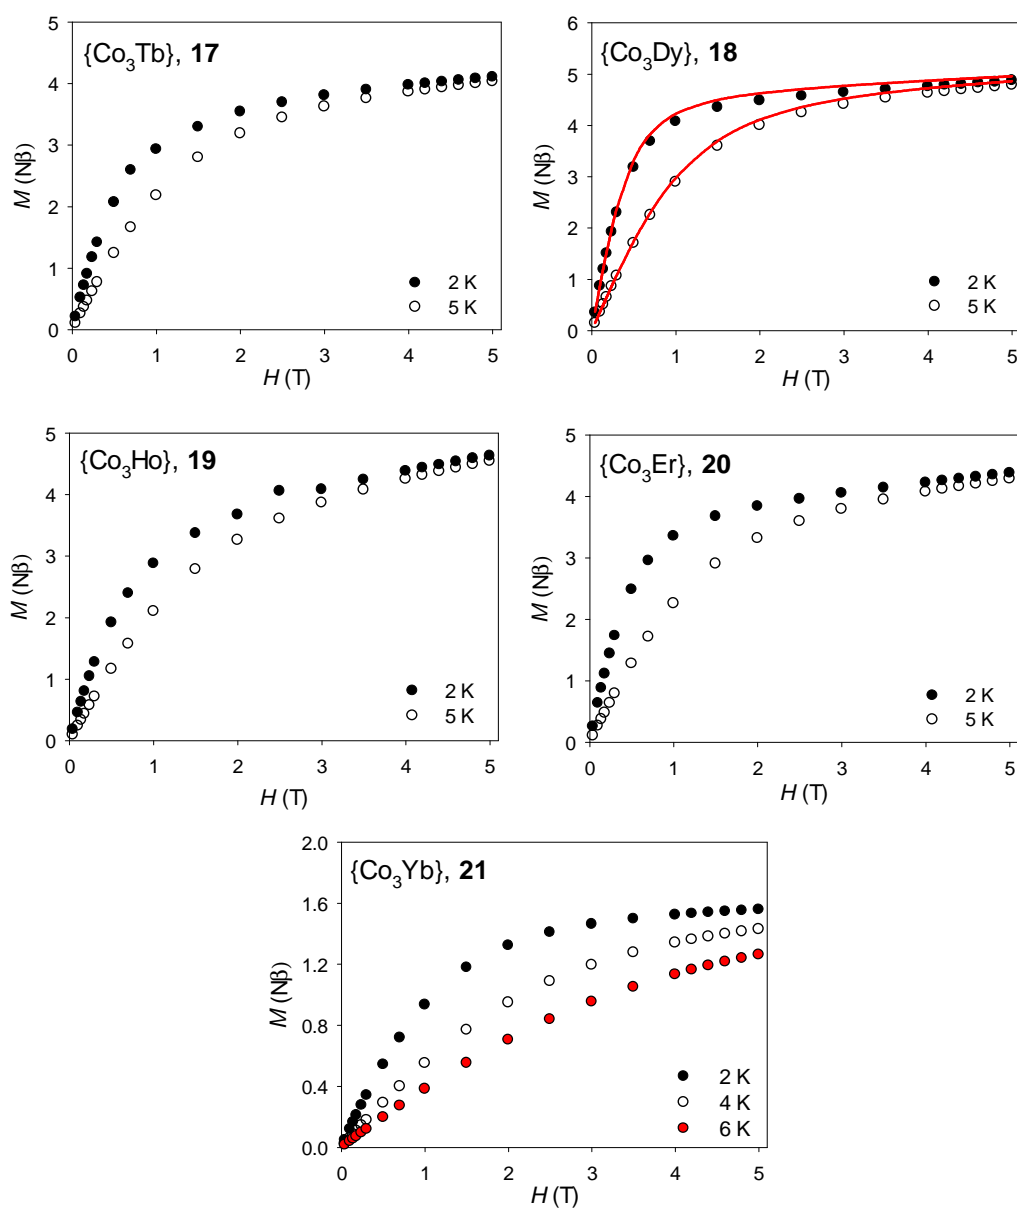 {Co₃Tb}, 17
5
4
3
2
1
0
M (Nβ)
2 K
5 K
0 1 2 3 4 5
H (T)
{Co₃Dy}, 18
6
5
4
3
2
1
0
M (Nβ)
2 K
5 K
0 1 2 3 4 5
H (T)
{Co₃Ho}, 19
5
4
3
2
1
0
M (Nβ)
2 K
5 K
0 1 2 3 4 5
H (T)
{Co₃Er}, 20
5
4
3
2
1
0
M (Nβ)
2 K
5 K
0 1 2 3 4 5
H (T)
{Co₃Yb}, 21
2.0
1.6
1.2
0.8
0.4
0.0
M (Nβ)
2 K
4 K
6 K
0 1 2 3 4 5
H (T)